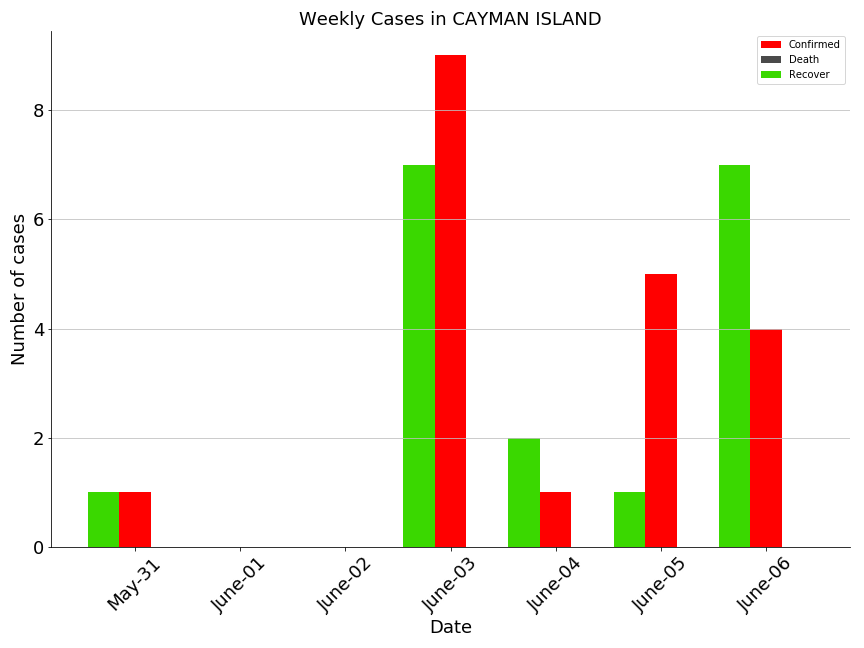 Weekly Cases in CAYMAN ISLAND
Confirmed
Death
Recover
Number of cases
8
6
4
2
0
May-31
June-01
June-02
June-03
June-04
June-05
June-06
Date